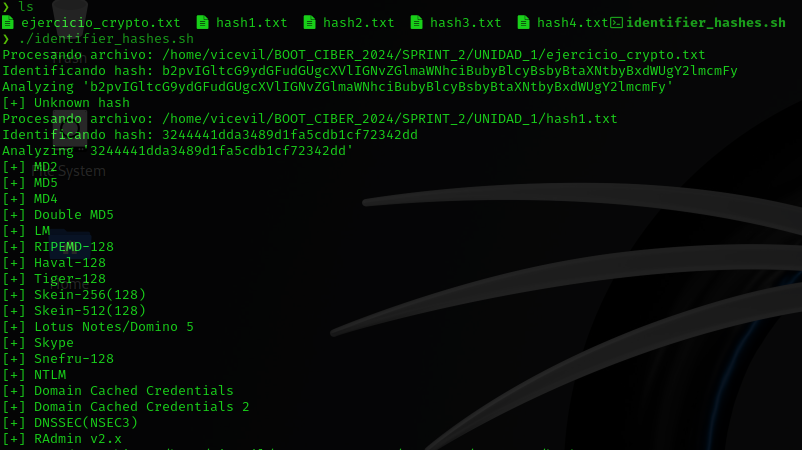 ❯ ls
ejercicio_crypto.txt hash1.txt hash2.txt hash3.txt hash4.txt identifier_hashes.sh
❯ ./identifier_hashes.sh
Procesando archivo: /home/vicevil/BOOT_CIBER_2024/SPRINT_2/UNIDAD_1/ejercicio_crypto.txt
Identificando hash: b2pvIGltcG9ydGFudGUgcXVlIGNvZGlmaWNhciBubyBlcyBsbyBtaXNtbyBxdWUgY2lmcmFy
Analyzing 'b2pvIGltcG9ydGFudGUgcXVlIGNvZGlmaWNhciBubyBlcyBsbyBtaXNtbyBxdWUgY2lmcmFy'
[+] Unknown hash
Procesando archivo: /home/vicevil/BOOT_CIBER_2024/SPRINT_2/UNIDAD_1/hash1.txt
Identificando hash: 3244441dda3489d1fa5cdb1cf72342dd
Analyzing '3244441dda3489d1fa5cdb1cf72342dd'
[+] MD2
File System
[+] MD5
[+] MD4
[+] Double MD5
[+] LM
[+] RIPEMD-128
[+] Haval-128
[+] Tiger-128
Home
[+] Skein-256(128)
[+] Skein-512(128)
[+] Lotus Notes/Domino 5
[+] Skype
[+] Snefru-128
[+] NTLM
[+] Domain Cached Credentials
[+] Domain Cached Credentials 2
[+] DNSSEC(NSEC3)
[+] RAdmin v2.x